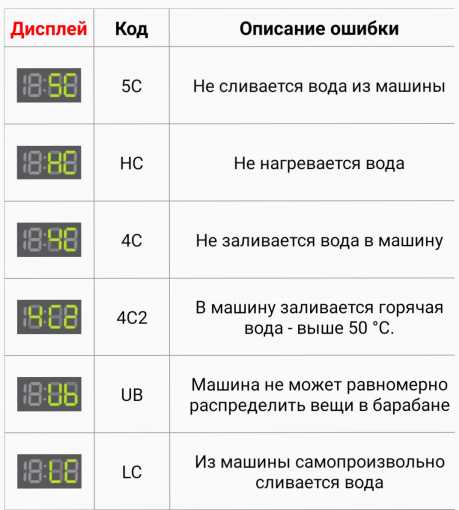 Дисплей Код Описание ошибки
18:5C 5C Не сливается вода из машины
18:HC HC Не нагревается вода
18:4C 4C Не заливается вода в машину
4C2 4C2 В машину заливается горячая
вода - выше 50 °C.
18:Ub UB Машина не может равномерно
распределить вещи в барабане
18:LC LC Из машины самопроизвольно
сливается вода